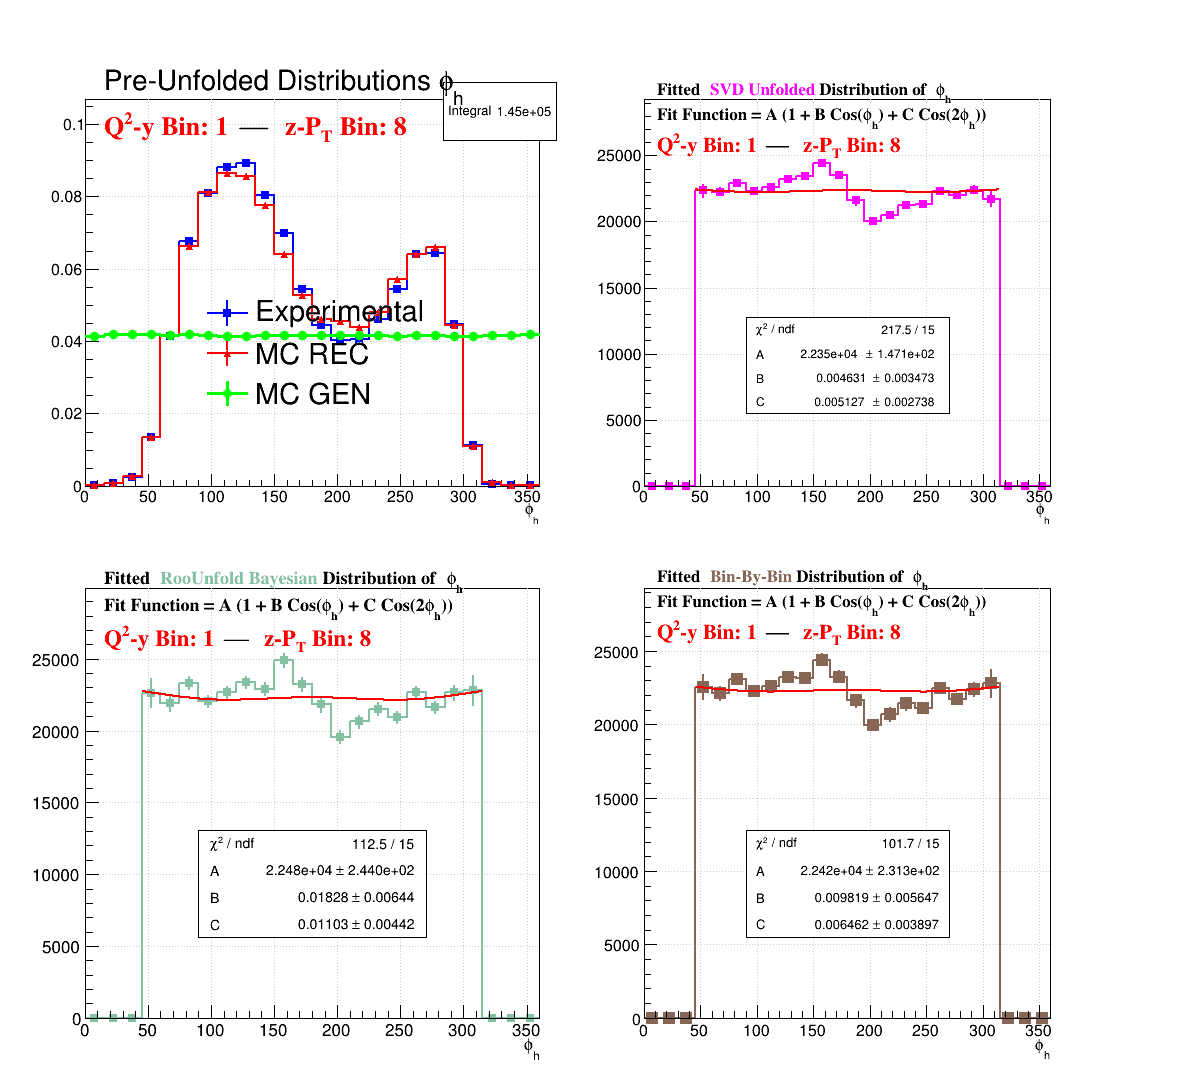 Pre-Unfolded Distributions ϕh
Integral 1.45e+05
Q²-y Bin: 1 — z-PT Bin: 8
0.1
0.08
0.06
0.04
0.02
0
Experimental
MC REC
MC GEN
0 50 100 150 200 250 300 350
ϕh
Fitted SVD Unfolded Distribution of ϕh
Fit Function = A (1 + B Cos(ϕh) + C Cos(2ϕh))
Q²-y Bin: 1 — z-PT Bin: 8
25000
20000
15000
10000
5000
0
χ² / ndf 217.5 / 15
A 2.235e+04 ± 1.471e+02
B 0.004631 ± 0.003473
C 0.005127 ± 0.002738
0 50 100 150 200 250 300 350
ϕh
Fitted RooUnfold Bayesian Distribution of ϕh
Fit Function = A (1 + B Cos(ϕh) + C Cos(2ϕh))
Q²-y Bin: 1 — z-PT Bin: 8
25000
20000
15000
10000
5000
0
χ² / ndf 112.5 / 15
A 2.248e+04 ± 2.440e+02
B 0.01828 ± 0.00644
C 0.01103 ± 0.00442
0 50 100 150 200 250 300 350
ϕh
Fitted Bin-By-Bin Distribution of ϕh
Fit Function = A (1 + B Cos(ϕh) + C Cos(2ϕh))
Q²-y Bin: 1 — z-PT Bin: 8
25000
20000
15000
10000
5000
0
χ² / ndf 101.7 / 15
A 2.242e+04 ± 2.313e+02
B 0.009819 ± 0.005647
C 0.006462 ± 0.003897
0 50 100 150 200 250 300 350
ϕh